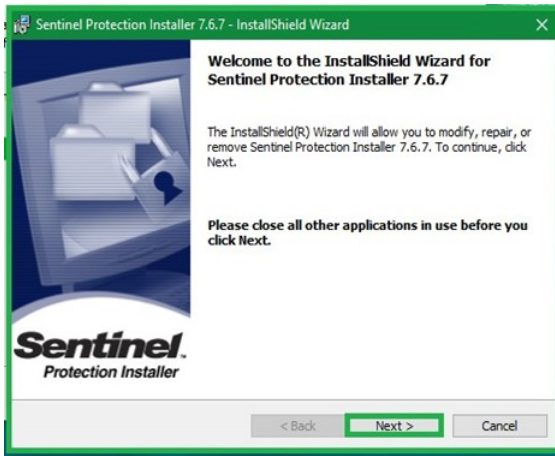 Sentinel Protection Installer 7.6.7 - InstallShield Wizard
Welcome to the InstallShield Wizard for
Sentinel Protection Installer 7.6.7
The InstallShield(R) Wizard will allow you to modify, repair, or
remove Sentinel Protection Installer 7.6.7. To continue, click
Next.
Please close all other applications in use before you
click Next.
Sentinel.
Protection Installer
< Back Next > Cancel